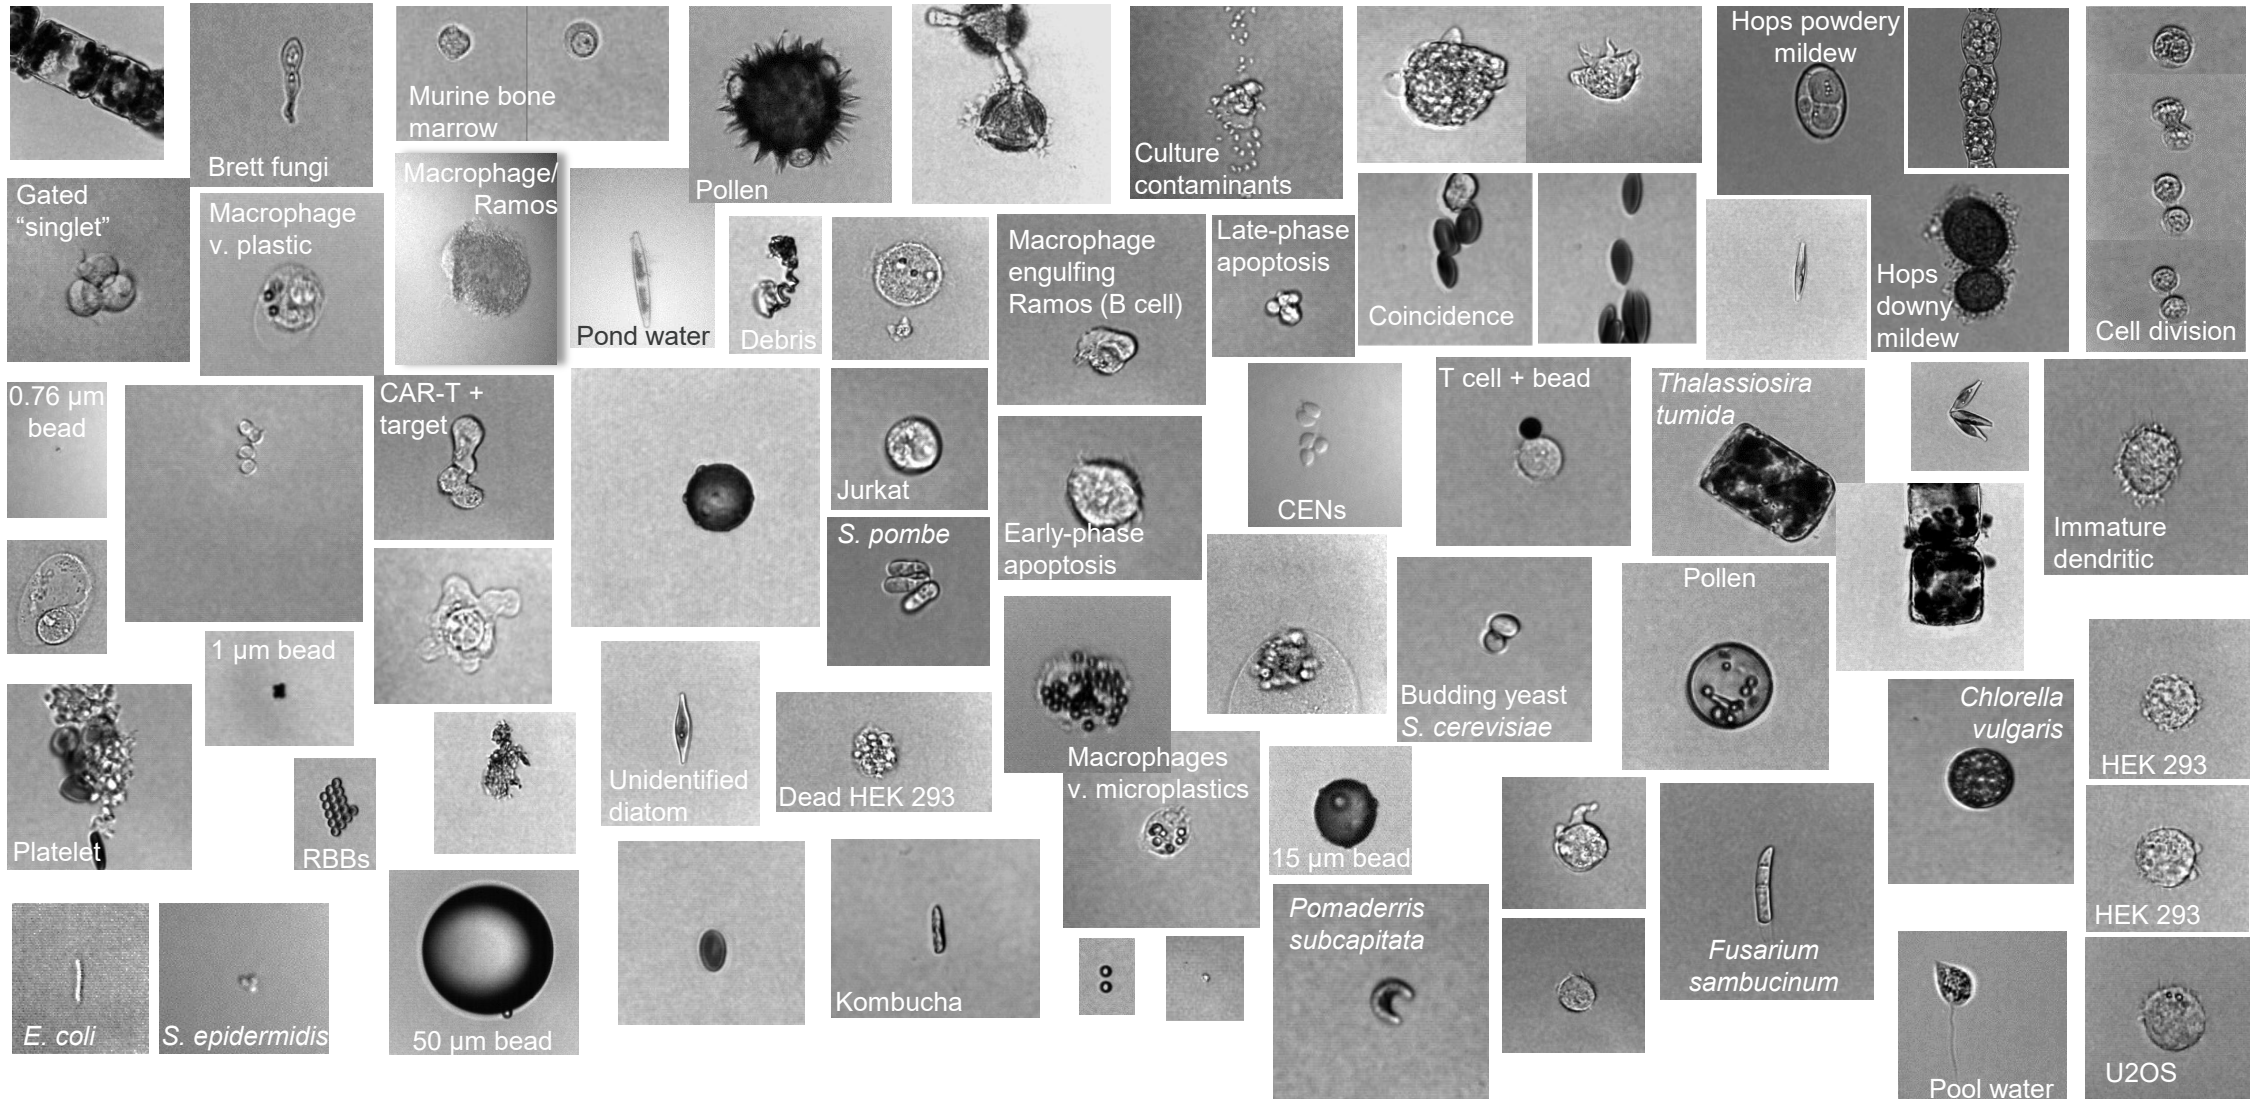 Brett fungi
Murine bone
marrow
Pollen
Culture
contaminants
Hops powdery
mildew
Gated
“singlet”
Macrophage
v. plastic
Macrophage/
Ramos
Pond water
Debris
Macrophage
engulfing
Ramos (B cell)
Late-phase
apoptosis
Coincidence
Hops
downy
mildew
Cell division
0.76 µm
bead
CAR-T +
target
Jurkat
Early-phase
apoptosis
CENs
T cell + bead
Thalassiosira
tumida
Immature
dendritic
S. pombe
1 µm bead
Unidentified
diatom
Dead HEK 293
Macrophages
v. microplastics
Budding yeast
S. cerevisiae
Pollen
Chlorella
vulgaris
HEK 293
Platelet
RBBs
15 µm bead
HEK 293
E. coli
S. epidermidis
50 µm bead
Kombucha
Pomaderris
subcapitata
Fusarium
sambucinum
Pool water
U2OS